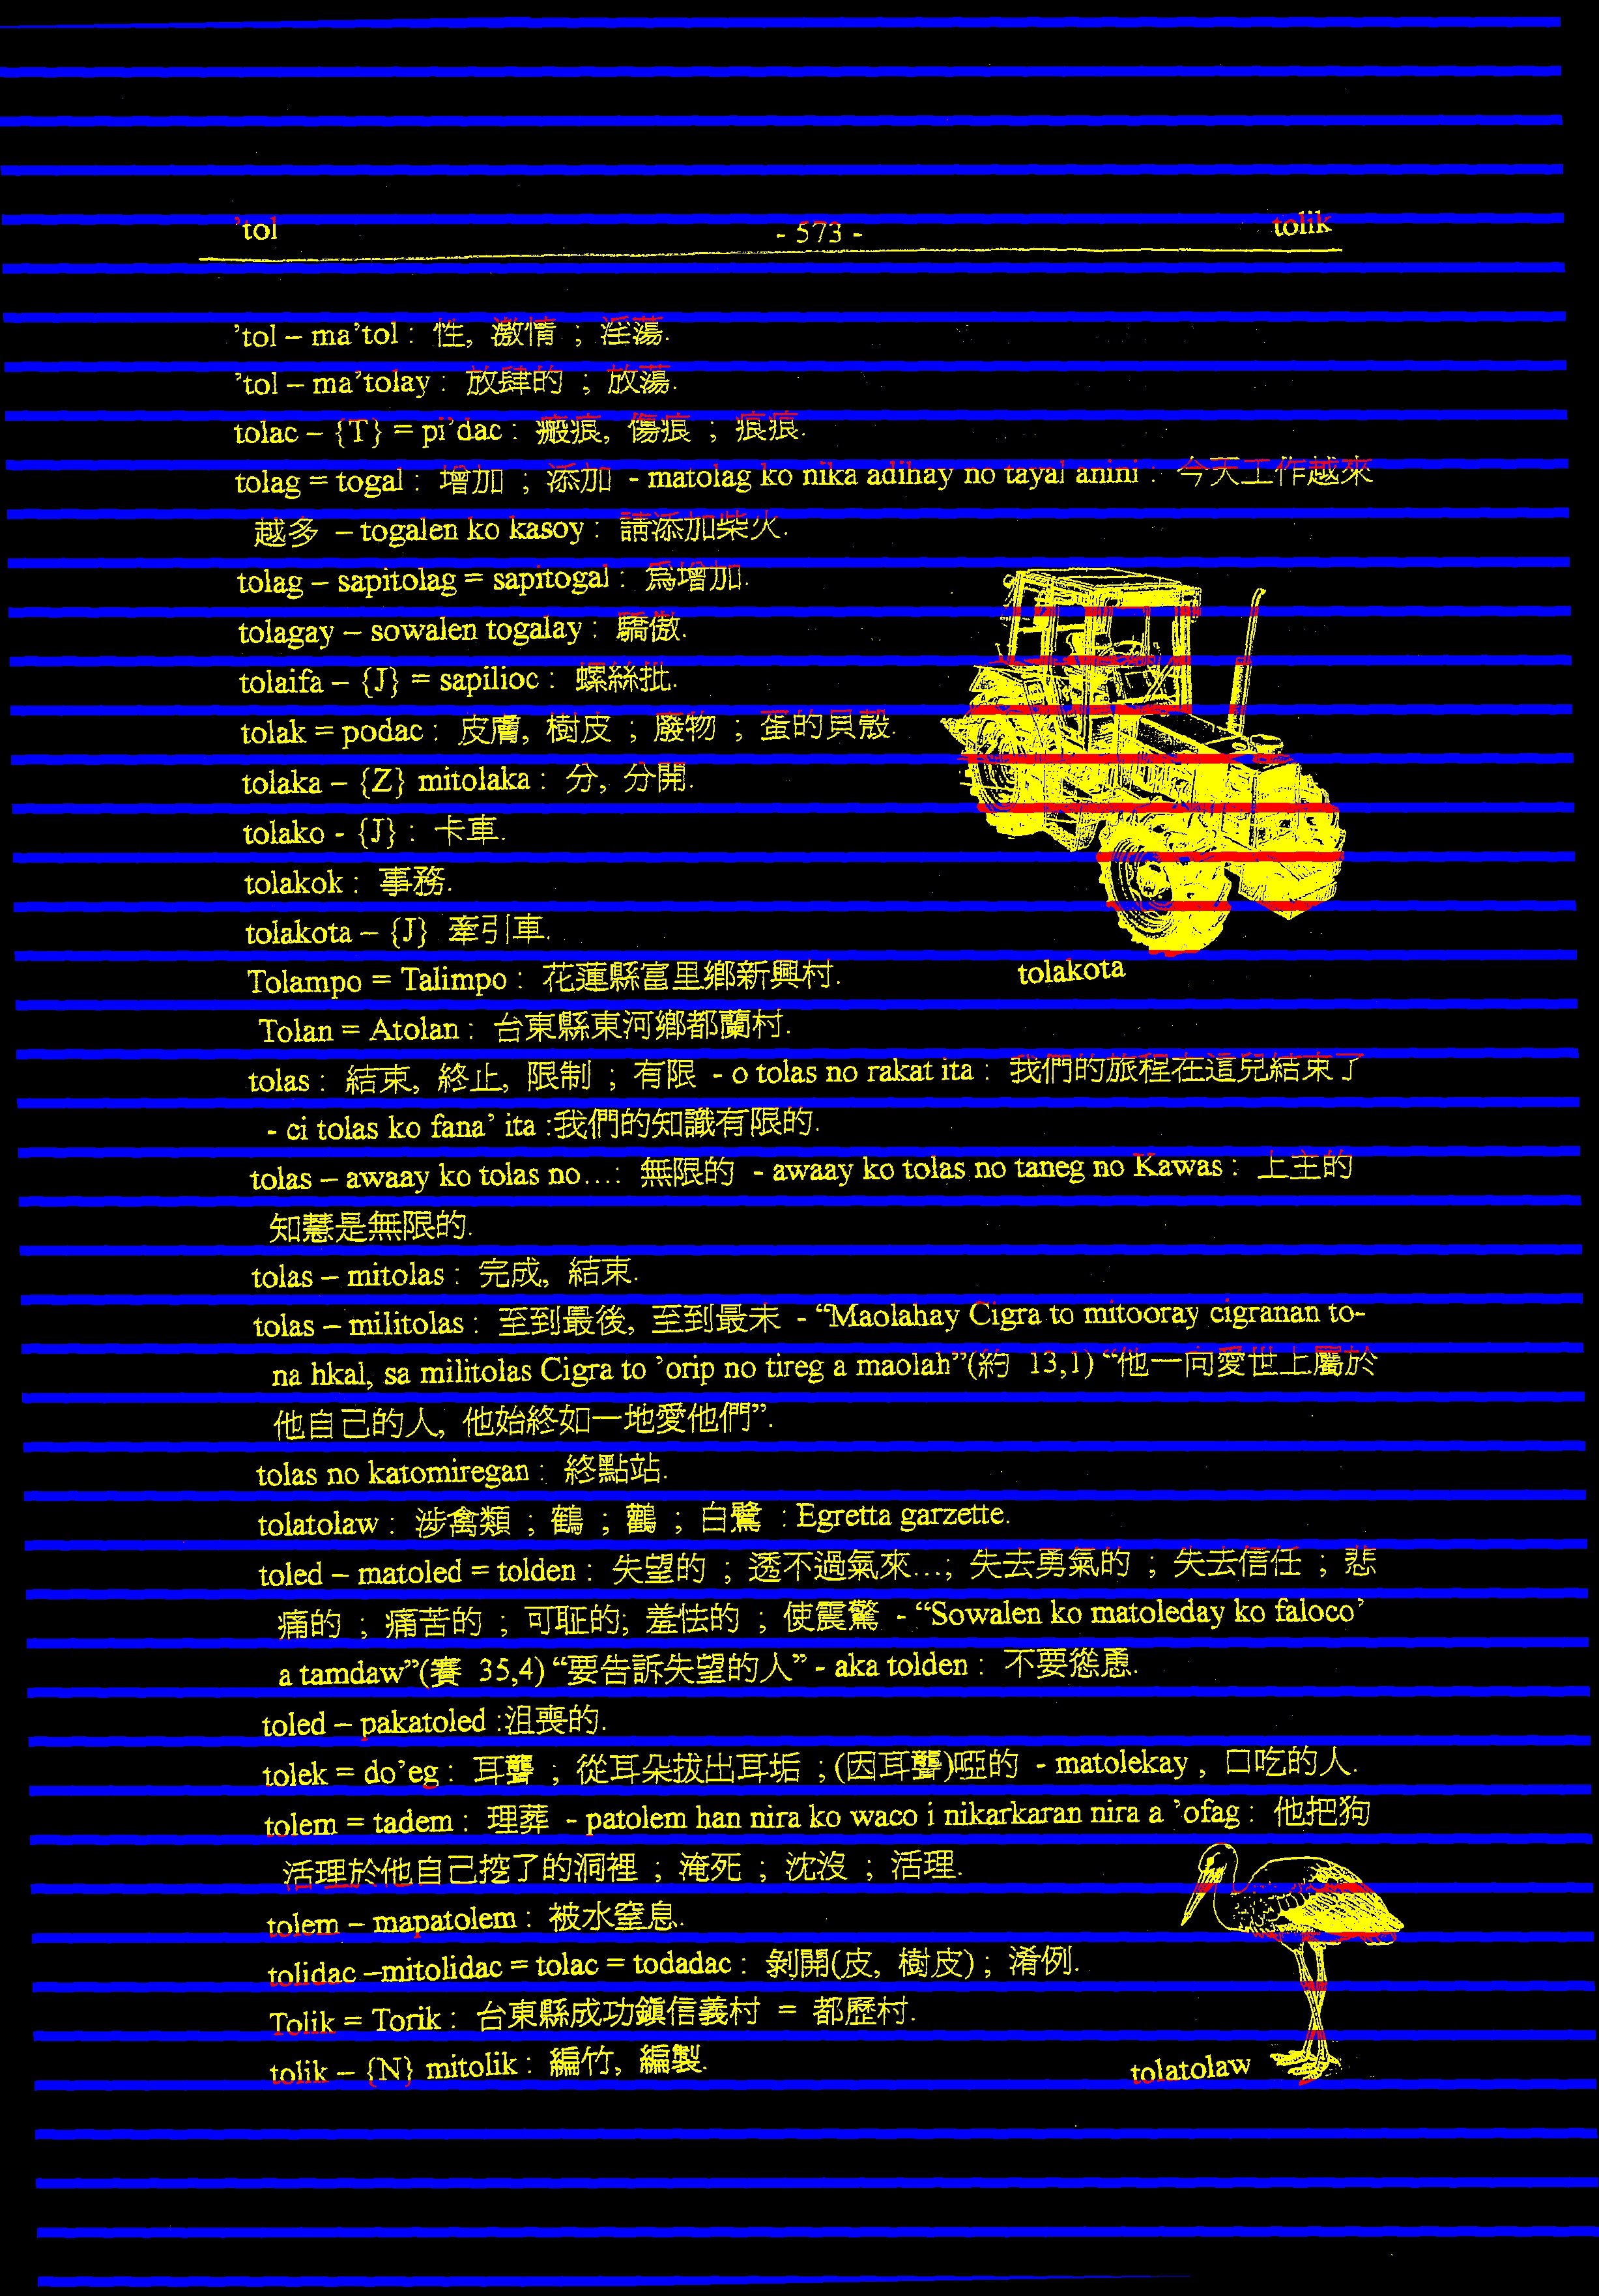 ’tol - 573 - tolik
’tol – ma’tol : 性, 激情 ; 淫蕩.
’tol – ma’tolay : 放肆的 ; 放蕩.
tolac – {T} = pi’dac : 瘢痕, 傷痕 ; 痕痕.
tolag = togal : 增加 ; 添加 - matolag ko nika adihay no tayal anini : 今天工作越來
越多 – togalen ko kasoy : 請添加柴火.
tolag – sapitolag = sapitogal : 爲增加.
tolagay – sowalen togalay : 驕傲.
tolaifa – {J} = sapilioc : 螺絲批.
tolak = podac : 皮膚, 樹皮 ; 廢物 ; 蛋的貝殼.
tolaka – {Z} mitolaka : 分, 分開.
tolako - {J} : 卡車.
tolakok : 事務.
tolakota – {J} 牽引車.
Tolampo = Talimpo : 花蓮縣富里鄉新興村.
tolakota
Tolan = Atolan : 台東縣東河鄉都蘭村.
tolas : 結束, 終止, 限制 ; 有限 - o tolas no rakat ita : 我們的旅程在這兒結束了
- ci tolas ko fana’ ita :我們的知識有限的.
tolas – awaay ko tolas no...: 無限的 - awaay ko tolas no taneg no Kawas : 上主的
知慧是無限的.
tolas – mitolas : 完成, 結束.
tolas – militolas : 至到最後, 至到最末 - “Maolahay Cigra to mitooray cigranan to-
na hkal, sa militolas Cigra to ’orip no tireg a maolah”(約 13,1) “他一向愛世上屬於
他自己的人, 他始終如一地愛他們”.
tolas no katomiregan : 終點站.
tolatolaw : 涉禽類 ; 鶴 ; 鸛 ; 白鷺 : Egretta garzette.
toled – matoled = tolden : 失望的 ; 透不過氣來...; 失去勇氣的 ; 失去信任 ; 悲
痛的 ; 痛苦的 ; 可耻的; 羞怯的 ; 使震驚 - “Sowalen ko matoleday ko faloco’
a tamdaw”(賽 35,4) “要告訴失望的人” - aka tolden : 不要慫恿.
toled – pakatoled :沮喪的.
tolek = do’eg : 耳聾 ; 從耳朵拔出耳垢 ; (因耳聾)啞的 - matolekay , 口吃的人.
tolem = tadem : 理葬 - patolem han nira ko waco i nikarkaran nira a ’ofag : 他把狗
活理於他自己挖了的洞裡 ; 淹死 ; 沈沒 ; 活理.
tolem – mapatolem : 被水窒息.
tolidac –mitolidac = tolac = todadac : 剝開(皮, 樹皮) ; 淆例.
Tolik = Torik : 台東縣成功鎭信義村 = 都歷村.
tolik – {N} mitolik : 編竹, 編製.
tolatolaw